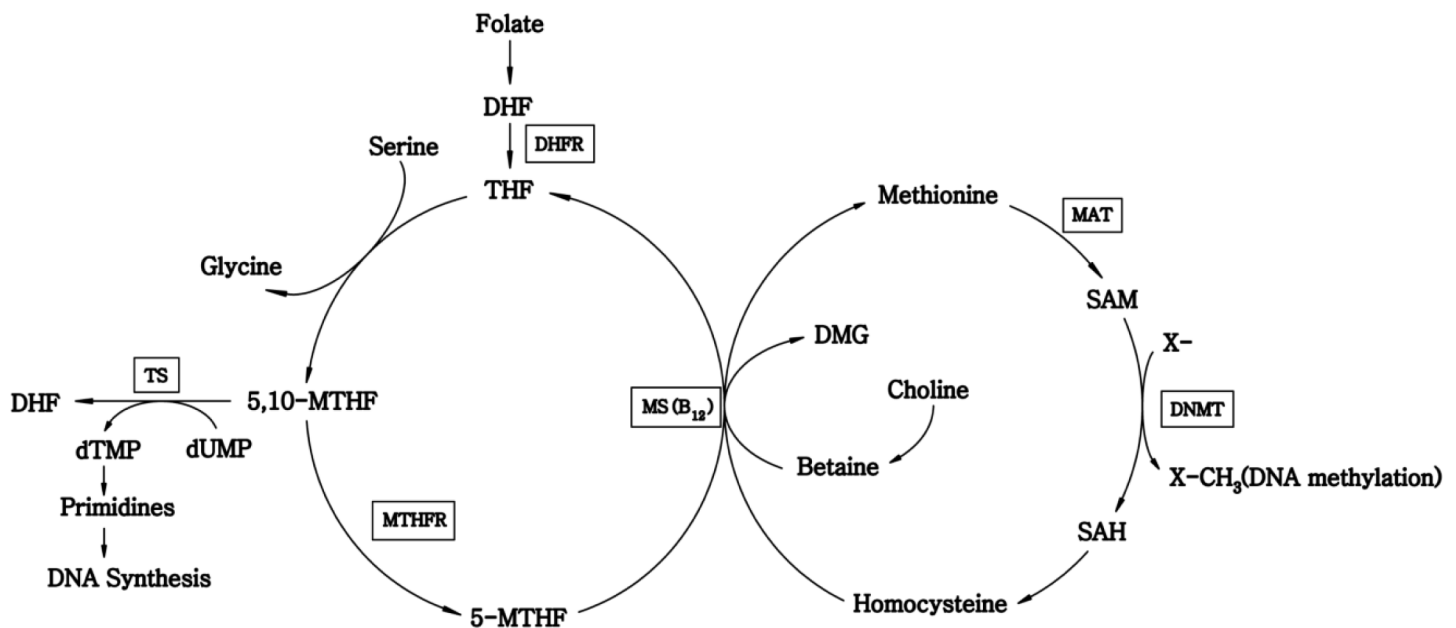 Folate
DHF
DHFR
Serine
THF
Methionine
MAT
Glycine
SAM
DMG
X-
TS
DHF
5,10-MTHF
MS(B12)
Choline
DNMT
dTMP
dUMP
Betaine
X-CH3(DNA methylation)
Primidines
MTHFR
SAH
DNA Synthesis
5-MTHF
Homocysteine